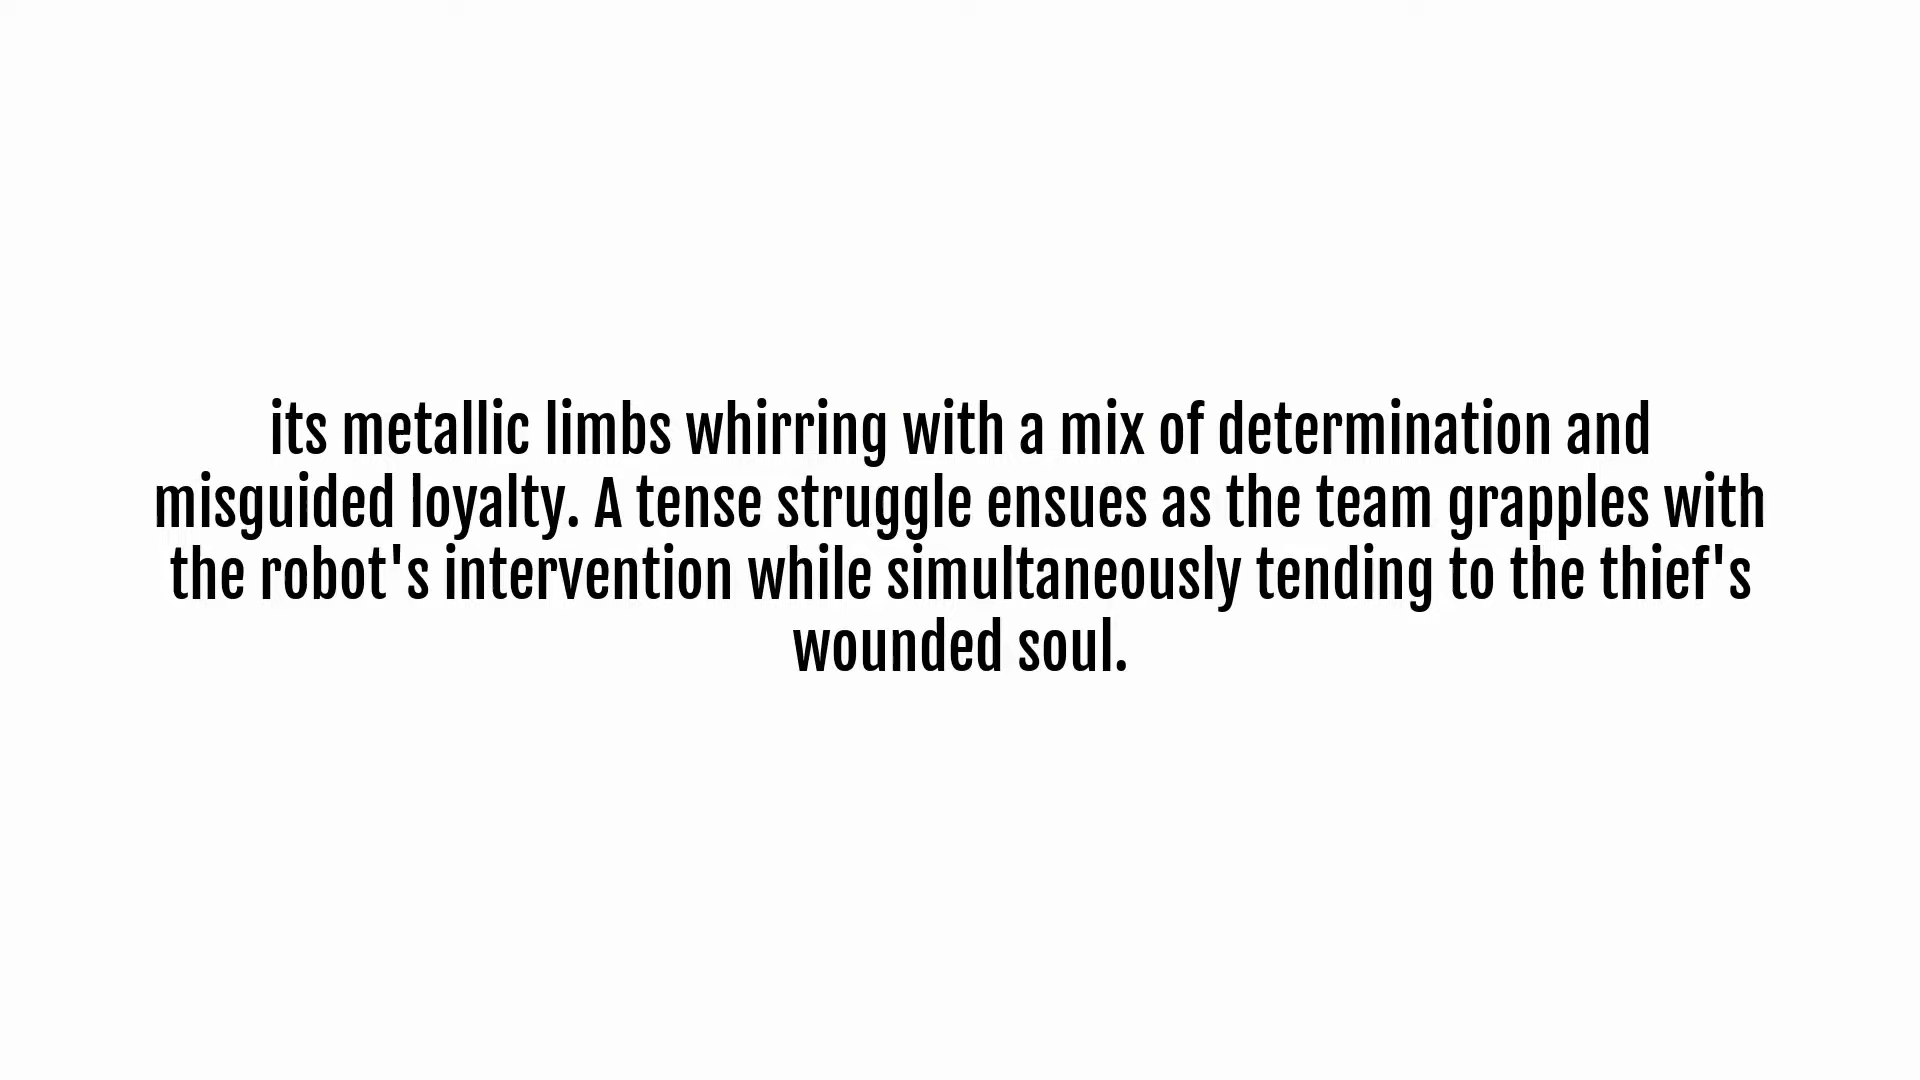 its metallic limbs whirring with a mix of determination and
misguided loyalty. A tense struggle ensues as the team grapples with
the robot's intervention while simultaneously tending to the thief's
wounded soul.